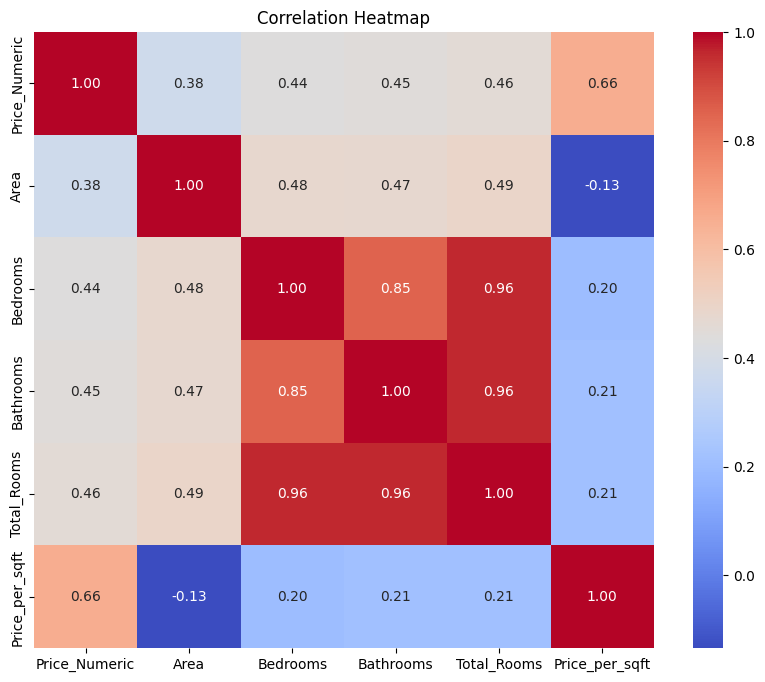 Correlation Heatmap
Price_Numeric 1.00 0.38 0.44 0.45 0.46 0.66
Area 0.38 1.00 0.48 0.47 0.49 -0.13
Bedrooms 0.44 0.48 1.00 0.85 0.96 0.20
Bathrooms 0.45 0.47 0.85 1.00 0.96 0.21
Total_Rooms 0.46 0.49 0.96 0.96 1.00 0.21
Price_per_sqft 0.66 -0.13 0.20 0.21 0.21 1.00
Price_Numeric Area Bedrooms Bathrooms Total_Rooms Price_per_sqft
1.0
0.8
0.6
0.4
0.2
0.0